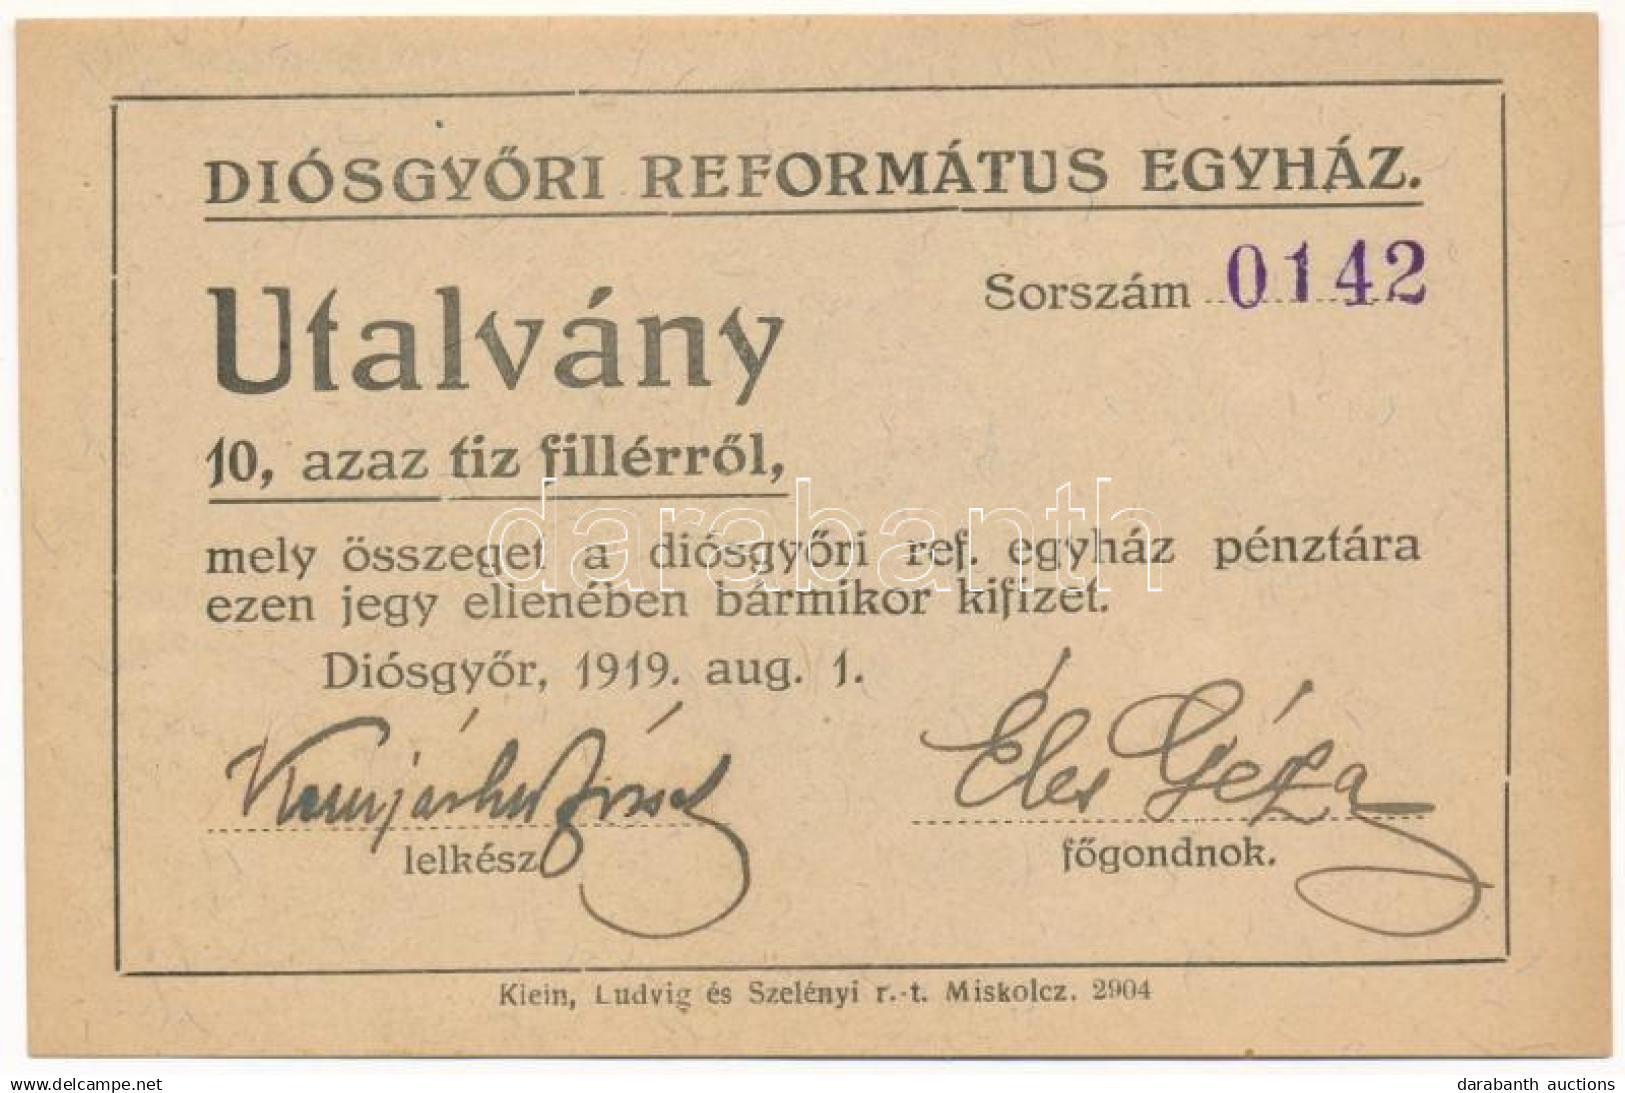 DIÓSGYŐRI REFORMÁTUS EGYHÁZ.
Sorszám 0142
Utalvány
10, azaz tiz fillérről,
mely összeget a diósgyőri ref. egyház pénztára
ezen jegy ellenében bármikor kifizet.
darabanth
Diósgyőr, 1919. aug. 1.
Éles Géza
lelkész
főgondnok.
Klein, Ludvig és Szelényi r.-t. Miskolcz. 2904
www.delcampe.net
darabanth auctions